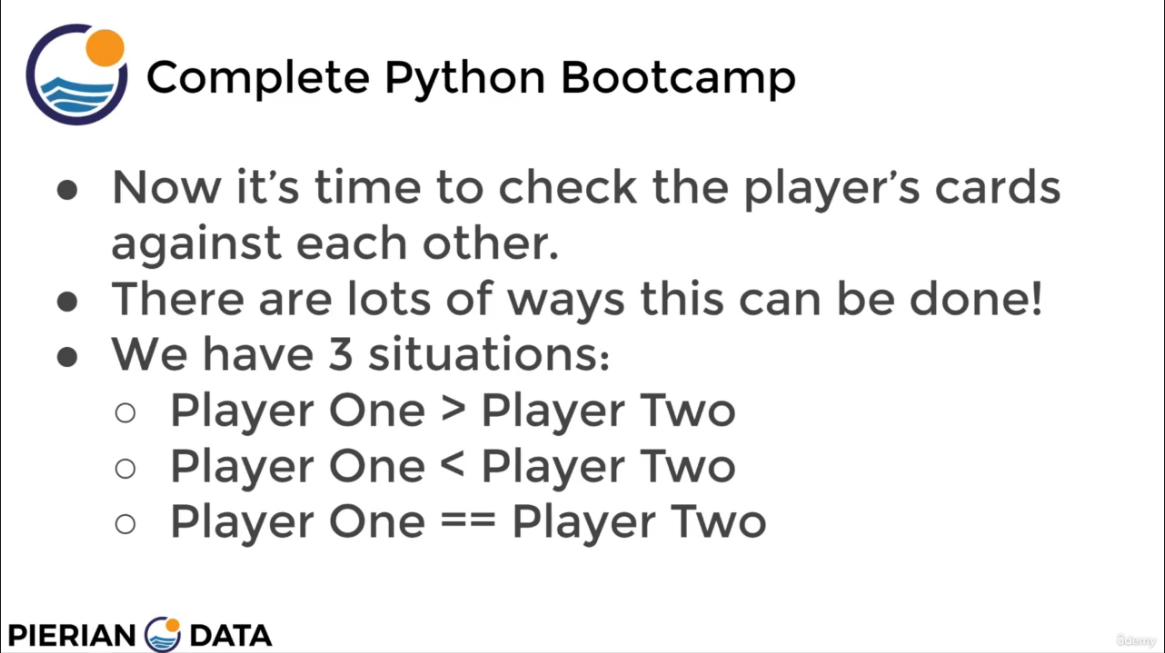 Complete Python Bootcamp
● Now it's time to check the player's cards
against each other.
● There are lots of ways this can be done!
● We have 3 situations:
○ Player One > Player Two
○ Player One < Player Two
○ Player One == Player Two
PIERIAN DATA
ûdemy